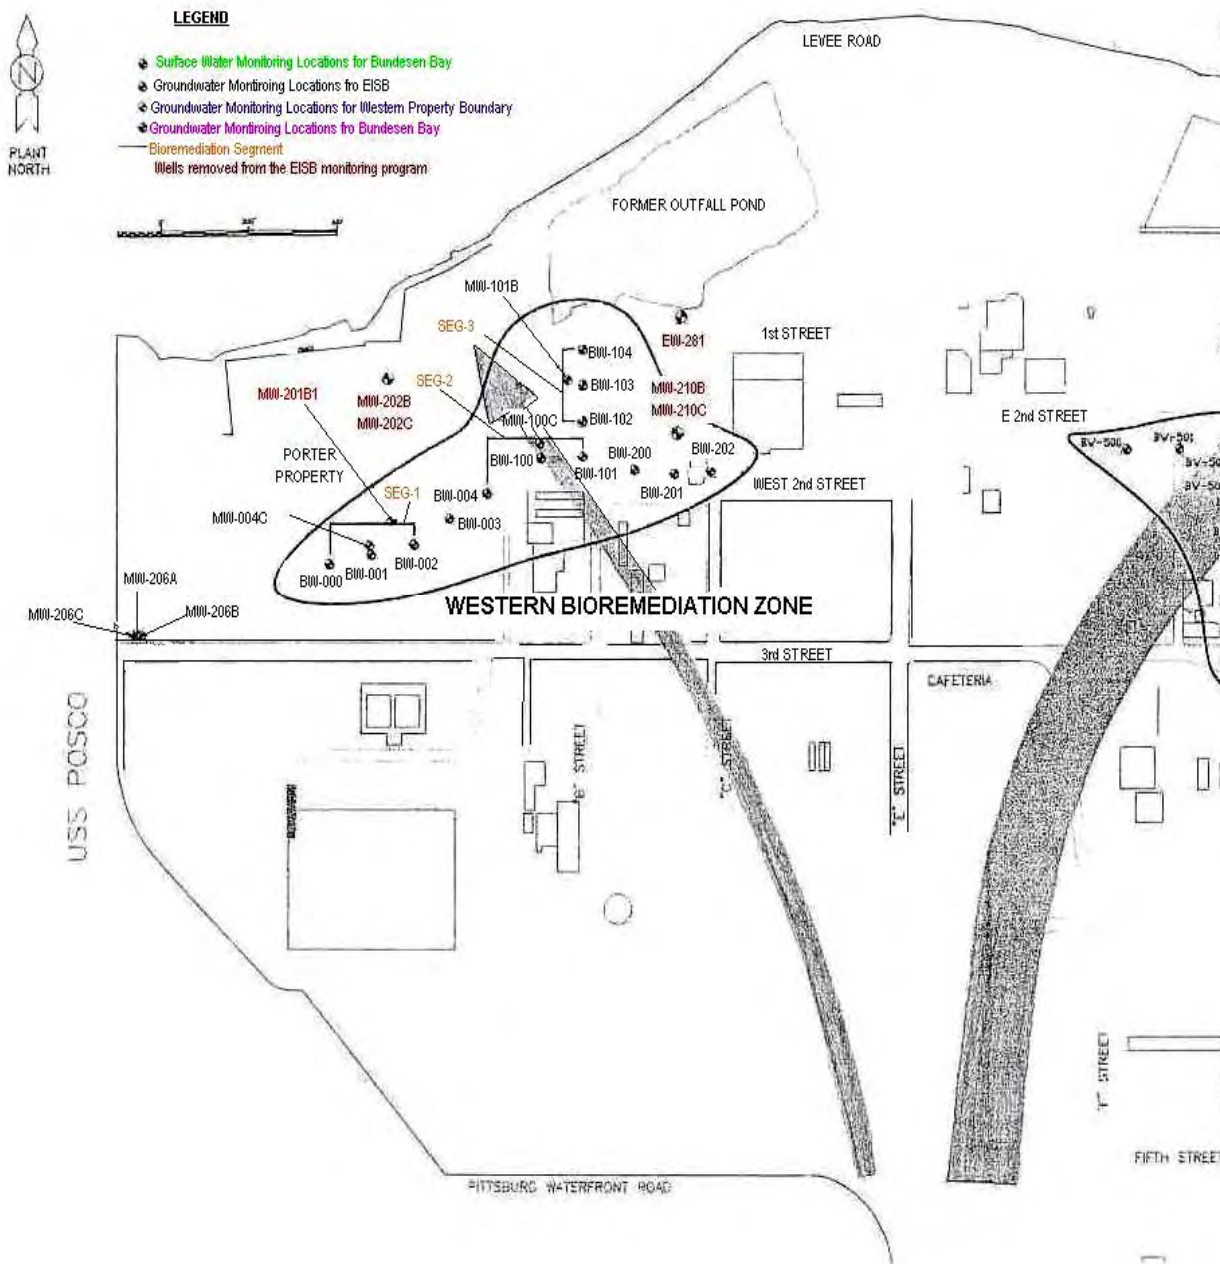 LEGEND
N
PLANT
NORTH
Surface Water Monitoring Locations for Bundesen Bay
Groundwater Montiroing Locations fro EISB
Groundwater Monitoring Locations for Western Property Boundary
Groundwater Montiroing Locations fro Bundesen Bay
Bioremediation Segment
Wells removed from the EISB monitoring program
LEVEE ROAD
FORMER OUTFALL POND
MW-101B
SEG-3
EW-281
1st STREET
BW-104
SEG-2
BW-103
MW-201B1
MW-202B
MW-202C
MW-210B
MW-210C
MW-100C
BW-102
E 2nd STREET
BW-500
BW-501
PORTER
PROPERTY
BW-100
BW-101
BW-200
BW-202
BW-201
WEST 2nd STREET
SEG-1
BW-004
BW-003
MW-004C
BW-000
BW-001
BW-002
MW-206A
MW-206C
MW-206B
WESTERN BIOREMEDIATION ZONE
3rd STREET
CAFETERIA
USS POSCO
"B" STREET
"C" STREET
"E" STREET
"F" STREET
FIFTH STREET
PITTSBURG WATERFRONT ROAD